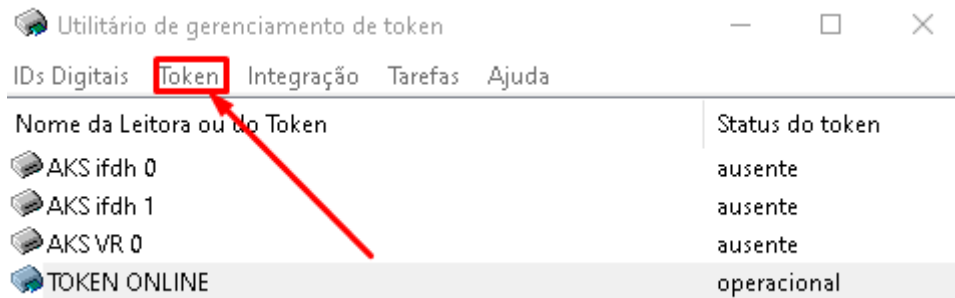 Utilitário de gerenciamento de token
IDs Digitais Token Integração Tarefas Ajuda
Nome da Leitora ou do Token Status do token
AKS ifdh 0 ausente
AKS ifdh 1 ausente
AKS VR 0 ausente
TOKEN ONLINE operacional